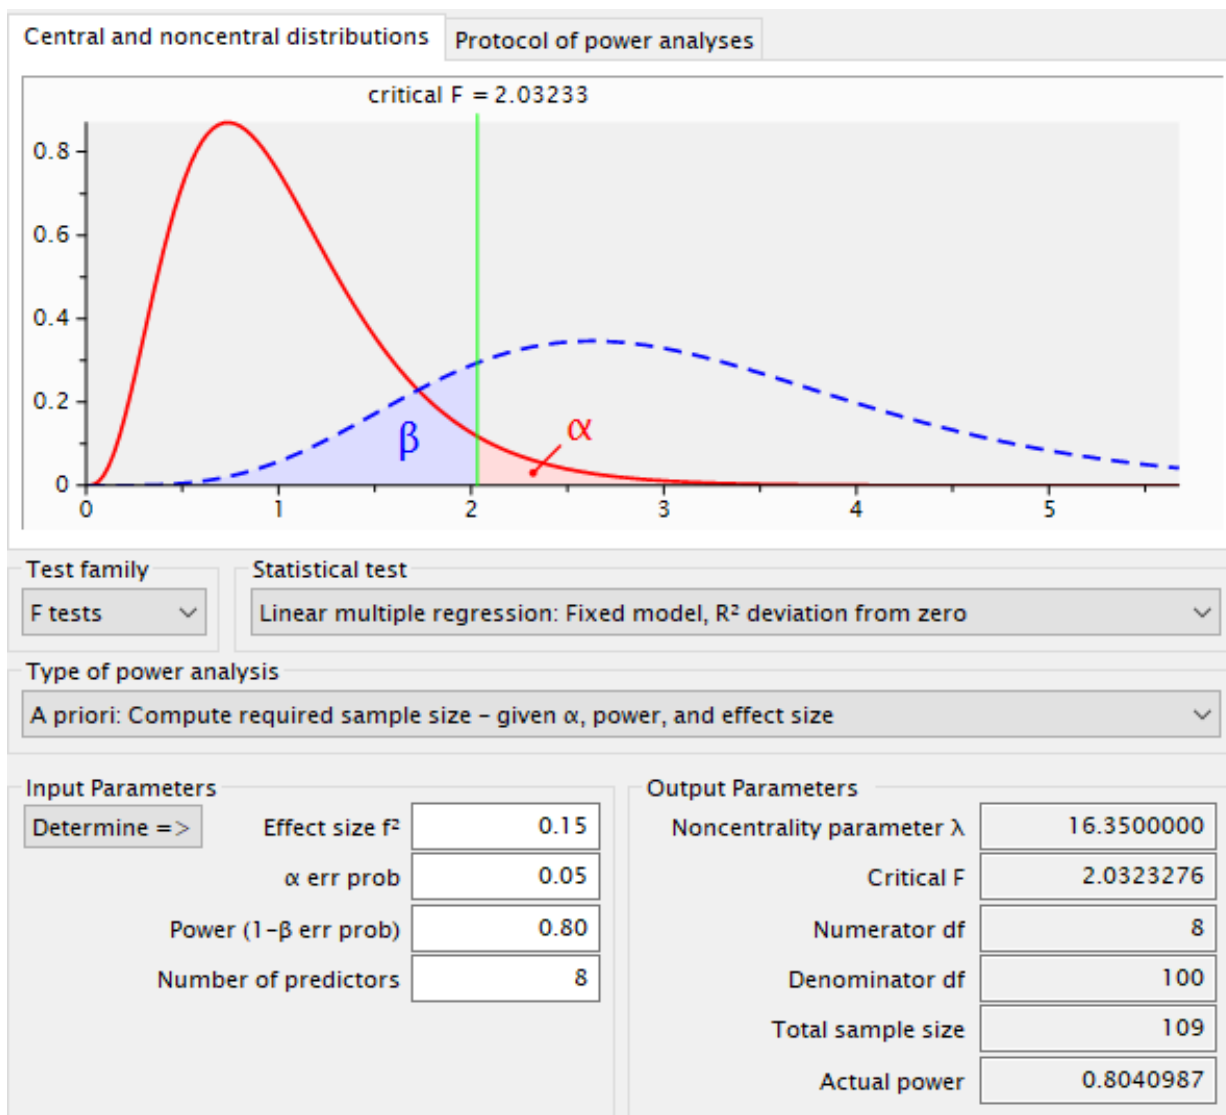 Central and noncentral distributions Protocol of power analyses
critical F = 2.03233
0.8
0.6
0.4
0.2
0
β
α
0 1 2 3 4 5
Test family Statistical test
F tests Linear multiple regression: Fixed model, R² deviation from zero
Type of power analysis
A priori: Compute required sample size – given α, power, and effect size
Input Parameters Output Parameters
Determine => Effect size f² 0.15 Noncentrality parameter λ 16.3500000
α err prob 0.05 Critical F 2.0323276
Power (1–β err prob) 0.80 Numerator df 8
Number of predictors 8 Denominator df 100
Total sample size 109
Actual power 0.8040987